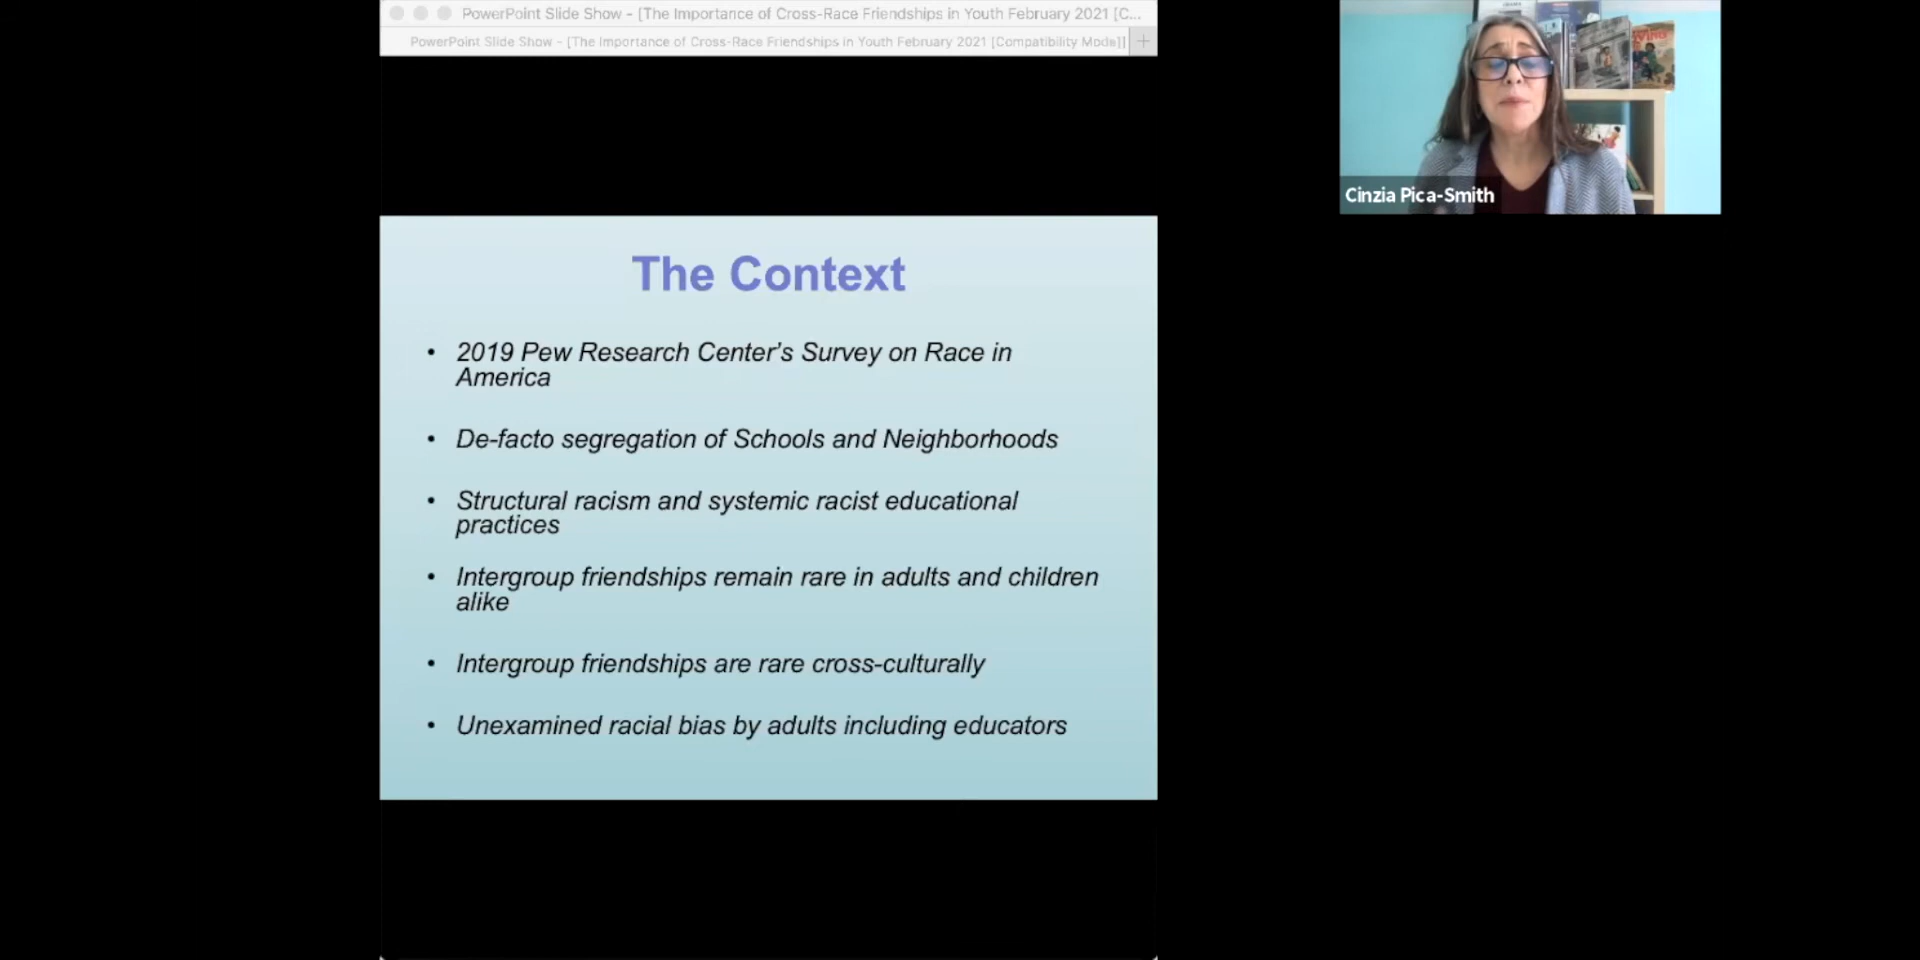 PowerPoint Slide Show - [The Importance of Cross-Race Friendships in Youth February 2021 [C...
PowerPoint Slide Show - [The Importance of Cross-Race Friendships in Youth February 2021 [Compatibility Mode]]
Cinzia Pica-Smith
The Context
• 2019 Pew Research Center's Survey on Race in
America
• De-facto segregation of Schools and Neighborhoods
• Structural racism and systemic racist educational
practices
• Intergroup friendships remain rare in adults and children
alike
• Intergroup friendships are rare cross-culturally
• Unexamined racial bias by adults including educators